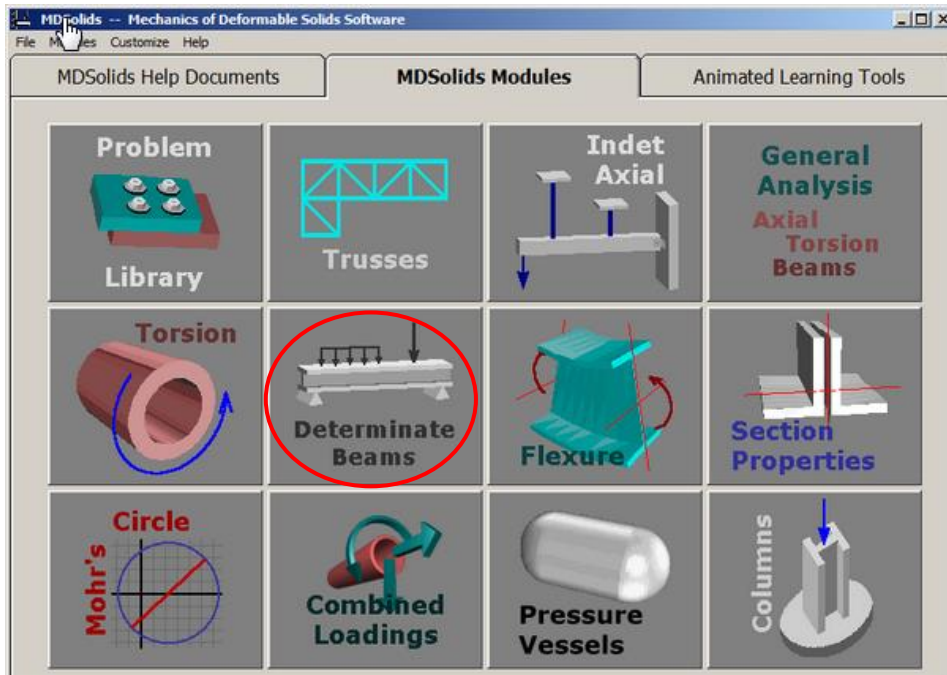 MDSolids -- Mechanics of Deformable Solids Software
File Modules Customize Help
MDSolids Help Documents
MDSolids Modules
Animated Learning Tools
Problem
Library
Trusses
Indet
Axial
General
Analysis
Axial
Torsion
Beams
Torsion
Determinate
Beams
Flexure
Section
Properties
Mohr's
Circle
Combined
Loadings
Pressure
Vessels
Columns